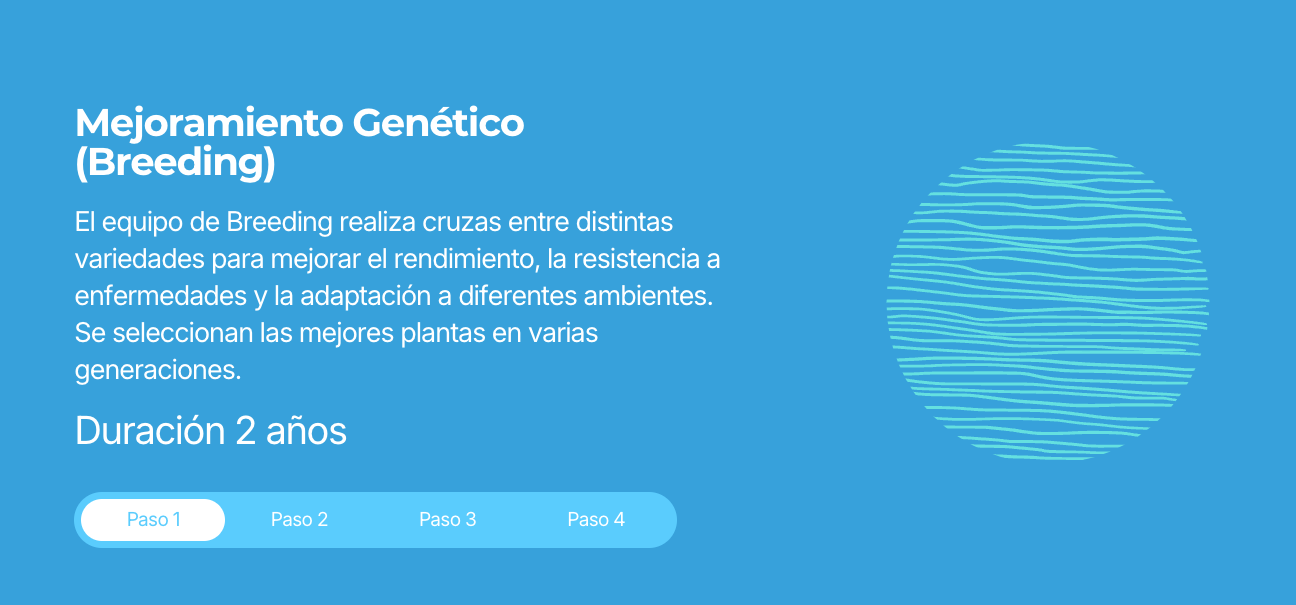 Mejoramiento Genético
(Breeding)
El equipo de Breeding realiza cruzas entre distintas
variedades para mejorar el rendimiento, la resistencia a
enfermedades y la adaptación a diferentes ambientes.
Se seleccionan las mejores plantas en varias
generaciones.
Duración 2 años
Paso 1 Paso 2 Paso 3 Paso 4